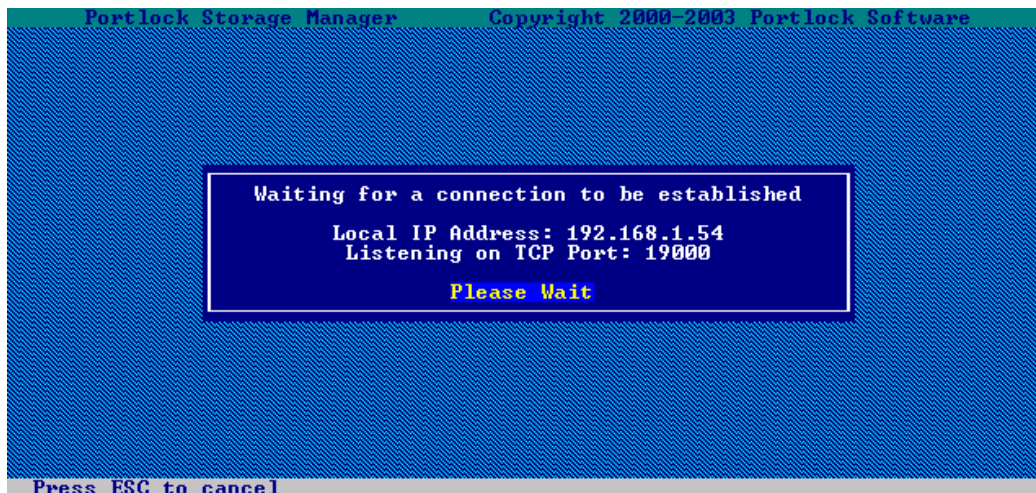 Portlock Storage Manager Copyright 2000-2003 Portlock Software
Waiting for a connection to be established
Local IP Address: 192.168.1.54
Listening on TCP Port: 19000
Please Wait
Press ESC to cancel